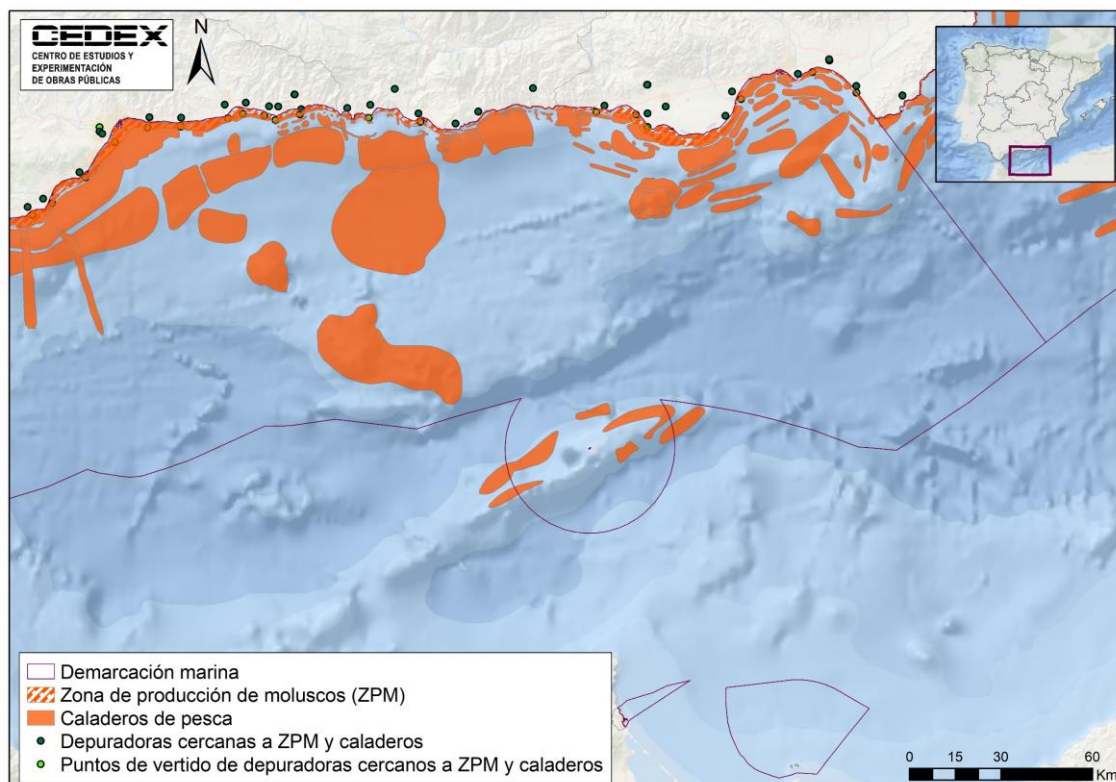 CEDEX
CENTRO DE ESTUDIOS Y
EXPERIMENTACIÓN
DE OBRAS PÚBLICAS
N
Demarcación marina
Zona de producción de moluscos (ZPM)
Caladeros de pesca
Depuradoras cercanas a ZPM y caladeros
Puntos de vertido de depuradoras cercanos a ZPM y caladeros
0 15 30 60
Km